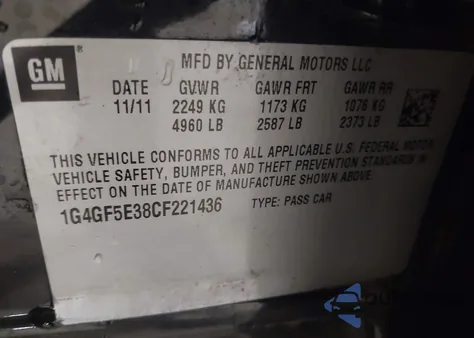 GM
MFD BY GENERAL MOTORS LLC
DATE GVWR GAWR FRT GAWR RR
11/11 2249 KG 1173 KG 1076 KG
4960 LB 2587 LB 2373 LB
THIS VEHICLE CONFORMS TO ALL APPLICABLE U.S. FEDERAL MOTOR
VEHICLE SAFETY, BUMPER, AND THEFT PREVENTION STANDARDS IN
EFFECT ON THE DATE OF MANUFACTURE SHOWN ABOVE.
1G4GF5E38CF221436 TYPE: PASS CAR